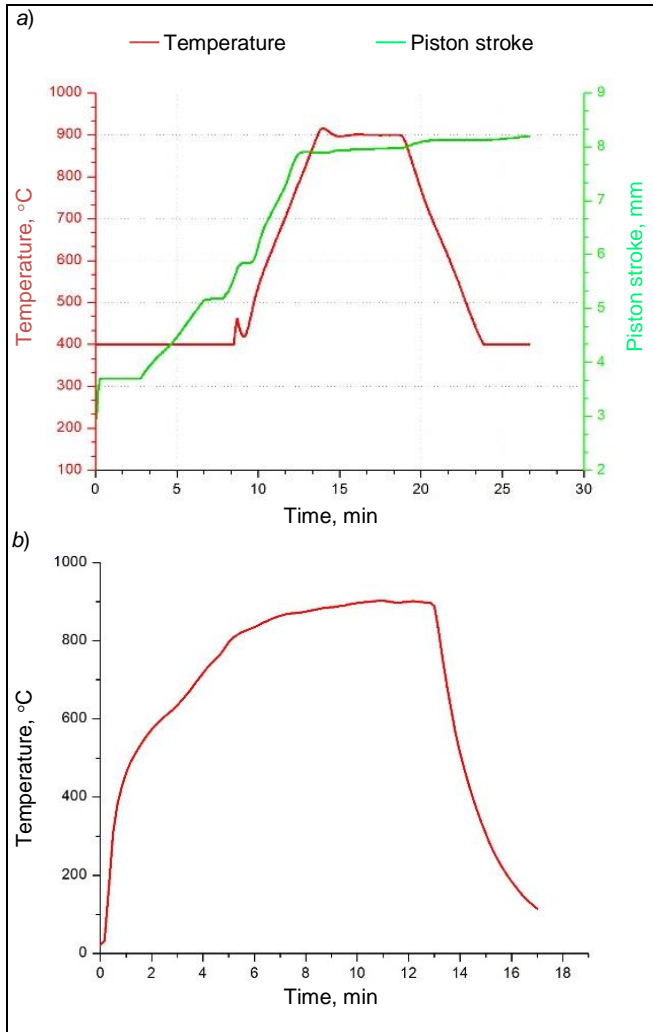 a)
Temperature Piston stroke
1000 9
900 8
800
700 7
600 6
500 5
400 4
300
200 3
100 2
0 5 10 15 20 25 30
Temperature, °C
Piston stroke, mm
Time, min
b)
1000
800
600
400
200
0
0 2 4 6 8 10 12 14 16 18
Temperature, °C
Time, min